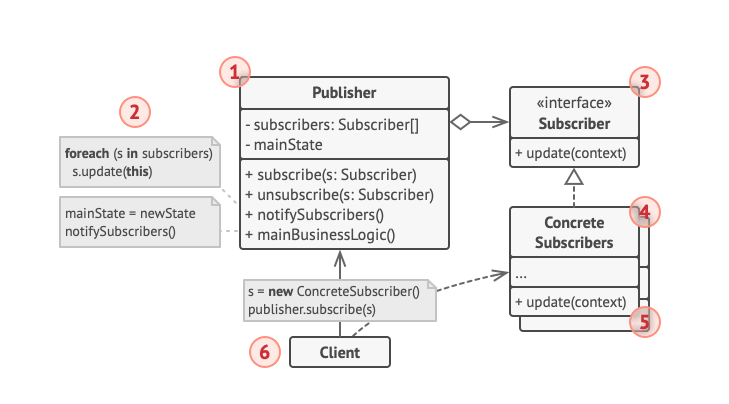 1
Publisher
- subscribers: Subscriber[]
- mainState
+ subscribe(s: Subscriber)
+ unsubscribe(s: Subscriber)
+ notifySubscribers()
+ mainBusinessLogic()
2
foreach (s in subscribers)
s.update(this)
mainState = newState
notifySubscribers()
3
«interface»
Subscriber
+ update(context)
4
Concrete
Subscribers
...
+ update(context)
5
s = new ConcreteSubscriber()
publisher.subscribe(s)
6
Client